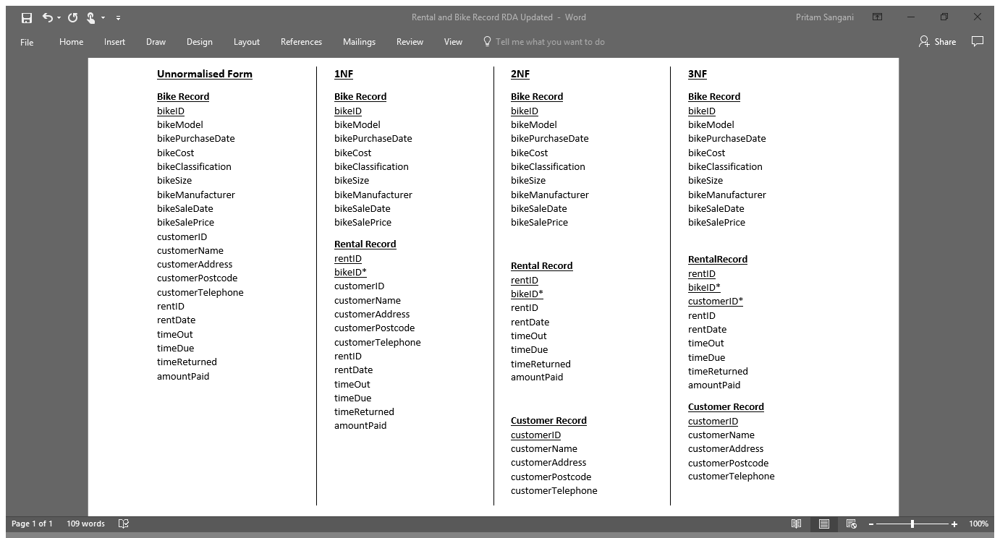 Rental and Bike Record RDA Updated - Word
Pritam Sangani
File Home Insert Draw Design Layout References Mailings Review View Tell me what you want to do Share
Unnormalised Form
Bike Record
bikeID
bikeModel
bikePurchaseDate
bikeCost
bikeClassification
bikeSize
bikeManufacturer
bikeSaleDate
bikeSalePrice
customerID
customerName
customerAddress
customerPostcode
customerTelephone
rentID
rentDate
timeOut
timeDue
timeReturned
amountPaid
1NF
Bike Record
bikeID
bikeModel
bikePurchaseDate
bikeCost
bikeClassification
bikeSize
bikeManufacturer
bikeSaleDate
bikeSalePrice
Rental Record
rentID
bikeID*
customerID
customerName
customerAddress
customerPostcode
customerTelephone
rentID
rentDate
timeOut
timeDue
timeReturned
amountPaid
2NF
Bike Record
bikeID
bikeModel
bikePurchaseDate
bikeCost
bikeClassification
bikeSize
bikeManufacturer
bikeSaleDate
bikeSalePrice
Rental Record
rentID
bikeID*
rentID
rentDate
timeOut
timeDue
timeReturned
amountPaid
Customer Record
customerID
customerName
customerAddress
customerPostcode
customerTelephone
3NF
Bike Record
bikeID
bikeModel
bikePurchaseDate
bikeCost
bikeClassification
bikeSize
bikeManufacturer
bikeSaleDate
bikeSalePrice
RentalRecord
rentID
bikeID*
customerID*
rentID
rentDate
timeOut
timeDue
timeReturned
amountPaid
Customer Record
customerID
customerName
customerAddress
customerPostcode
customerTelephone
Page 1 of 1 109 words 100%